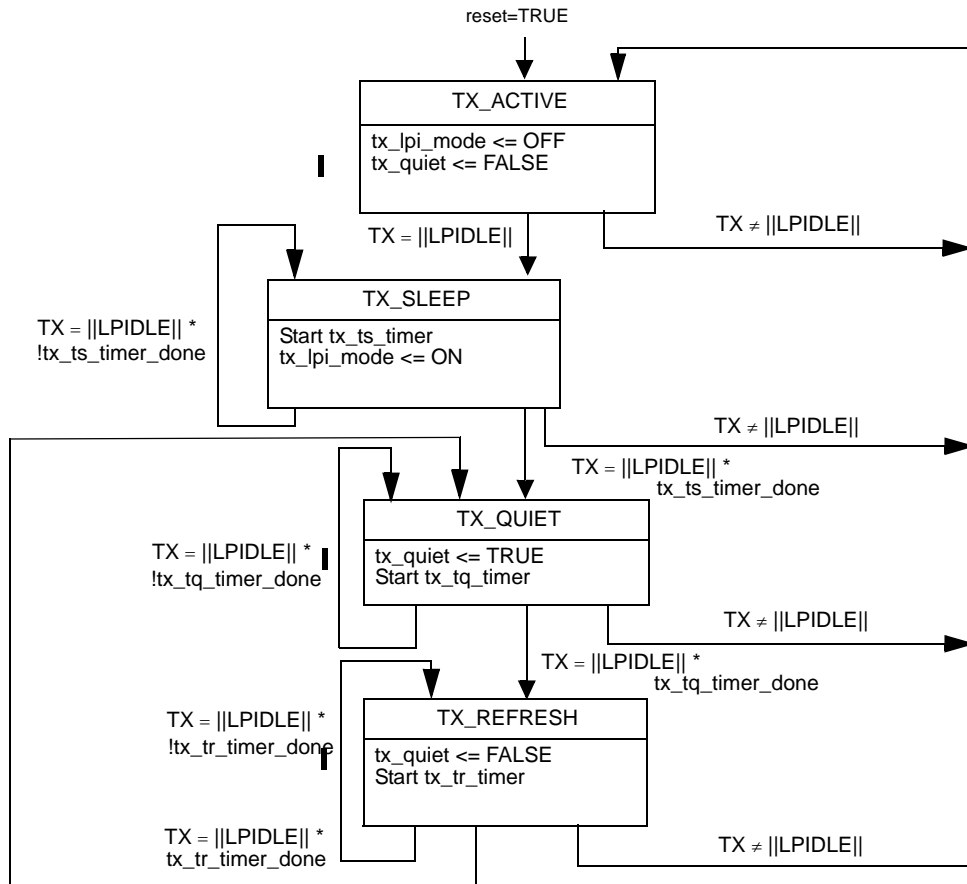 reset=TRUE
TX_ACTIVE
tx_lpi_mode <= OFF
tx_quiet <= FALSE
TX = ||LPIDLE||
TX ≠ ||LPIDLE||
TX_SLEEP
Start tx_ts_timer
tx_lpi_mode <= ON
TX = ||LPIDLE|| *
!tx_ts_timer_done
TX ≠ ||LPIDLE||
TX = ||LPIDLE|| *
tx_ts_timer_done
TX_QUIET
tx_quiet <= TRUE
Start tx_tq_timer
TX = ||LPIDLE|| *
!tx_tq_timer_done
TX ≠ ||LPIDLE||
TX = ||LPIDLE|| *
tx_tq_timer_done
TX_REFRESH
tx_quiet <= FALSE
Start tx_tr_timer
TX = ||LPIDLE|| *
!tx_tr_timer_done
TX = ||LPIDLE|| *
tx_tr_timer_done
TX ≠ ||LPIDLE||